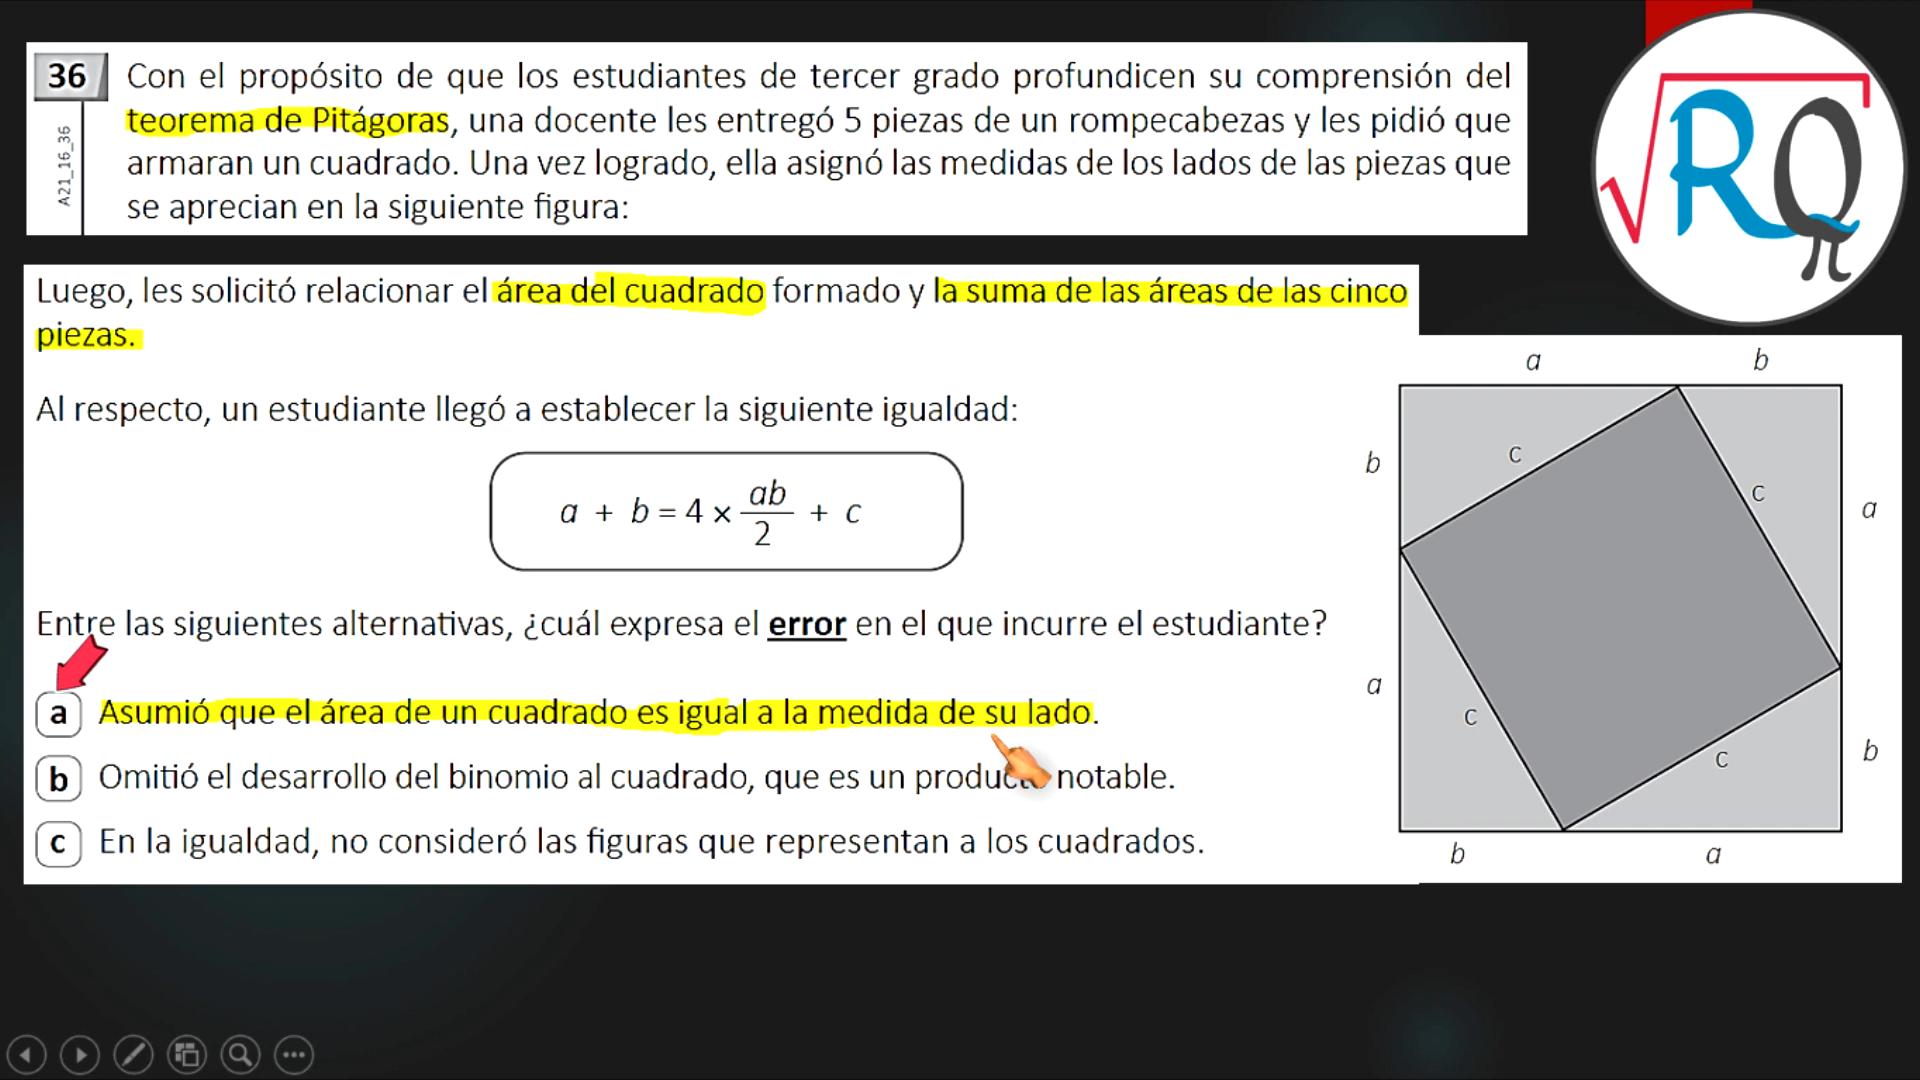 36
A21_16_36
Con el propósito de que los estudiantes de tercer grado profundicen su comprensión del
teorema de Pitágoras, una docente les entregó 5 piezas de un rompecabezas y les pidió que
armaran un cuadrado. Una vez logrado, ella asignó las medidas de los lados de las piezas que
se aprecian en la siguiente figura:
√RQπ
Luego, les solicitó relacionar el área del cuadrado formado y la suma de las áreas de las cinco
piezas.
Al respecto, un estudiante llegó a establecer la siguiente igualdad:
a + b = 4 × ab/2 + c
Entre las siguientes alternativas, ¿cuál expresa el error en el que incurre el estudiante?
a Asumió que el área de un cuadrado es igual a la medida de su lado.
b Omitió el desarrollo del binomio al cuadrado, que es un producto notable.
c En la igualdad, no consideró las figuras que representan a los cuadrados.
a b
b c c a
a c c b
b a